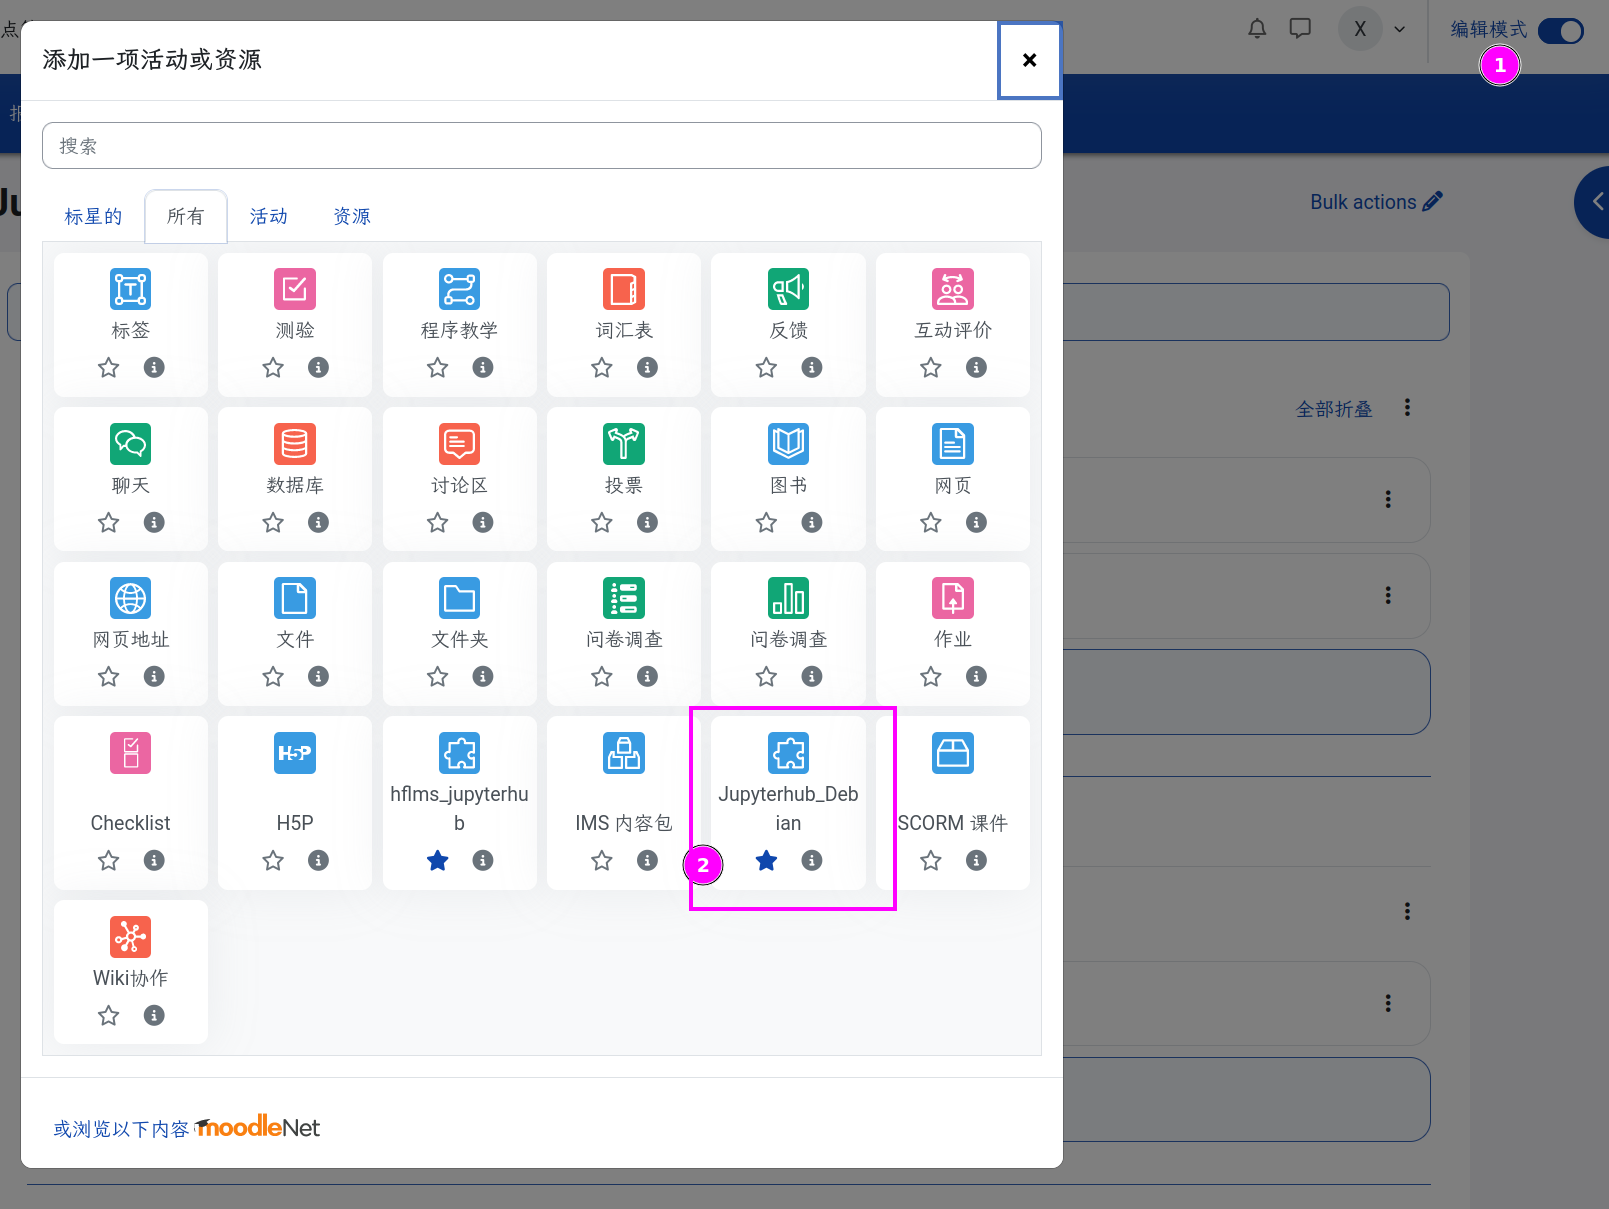 点
X
编辑模式
1
添加一项活动或资源
×
搜索
Ju
Bulk actions
标星的 所有 活动 资源
标签 测验 程序教学 词汇表 反馈 互动评价
全部折叠
聊天 数据库 讨论区 投票 图书 网页
网页地址 文件 文件夹 问卷调查 问卷调查 作业
Checklist
H5P
H5P
hflms_jupyterhu
b
IMS 内容包
Jupyterhub_Deb
ian
SCORM 课件
2
Wiki协作
或浏览以下内容 moodleNet